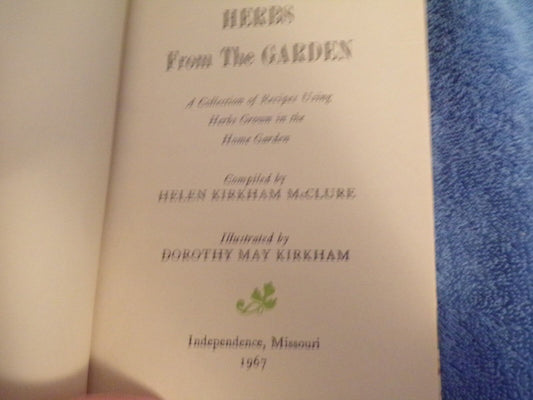 HERBS
From The GARDEN
A Collection of Recipes Using
Herbs Grown in the
Home Garden
Compiled by
HELEN KIRKHAM McCLURE
Illustrated by
DOROTHY MAY KIRKHAM
Independence, Missouri
1967